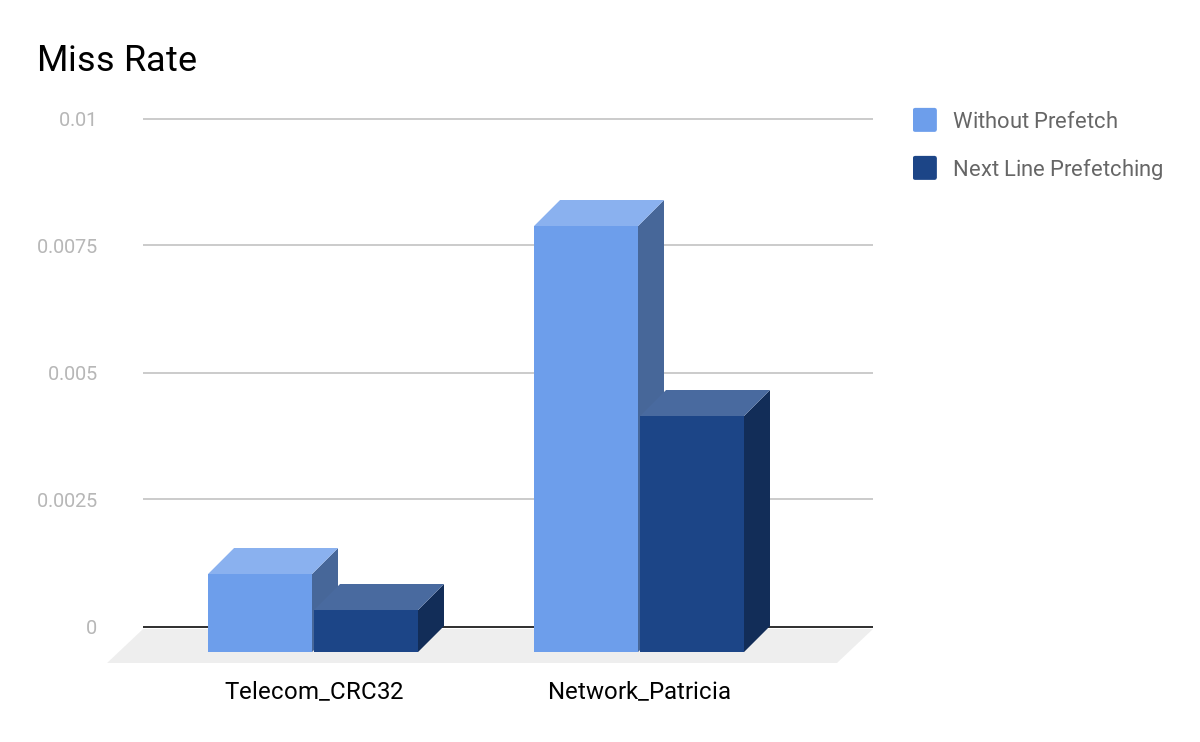 Miss Rate
0.01
0.0075
0.005
0.0025
0
Telecom_CRC32
Network_Patricia
Without Prefetch
Next Line Prefetching